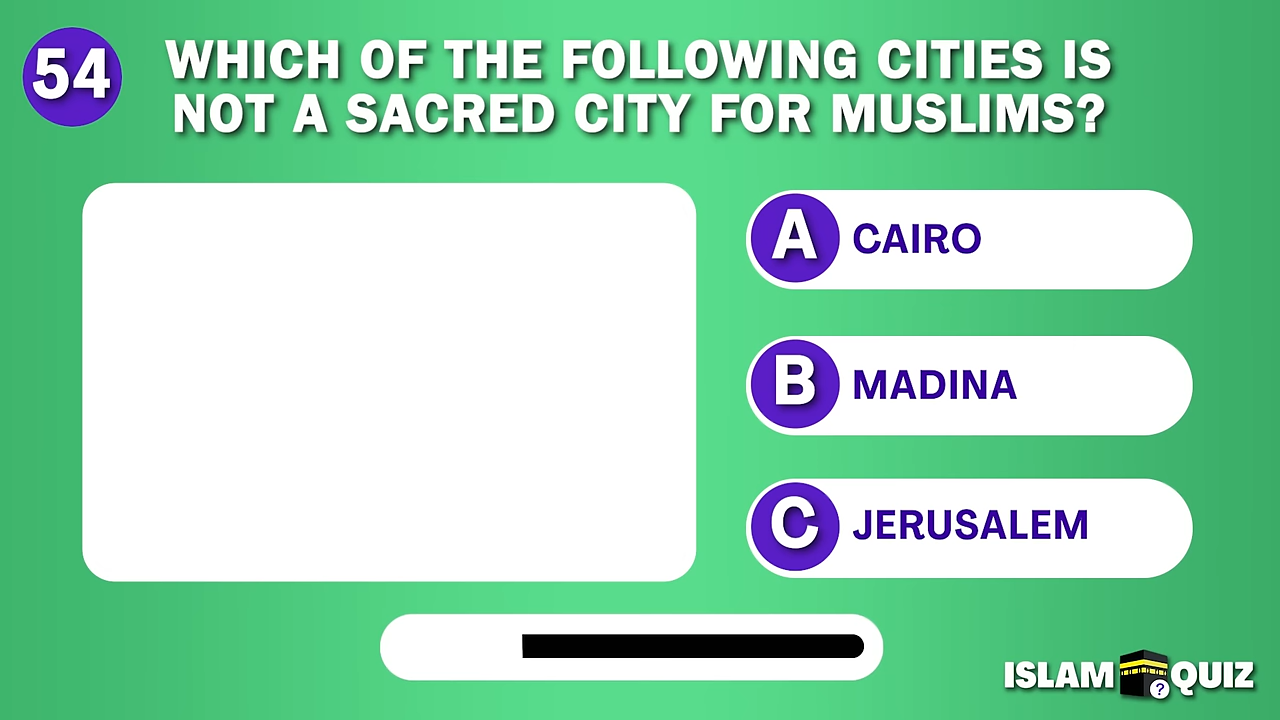 54
WHICH OF THE FOLLOWING CITIES IS
NOT A SACRED CITY FOR MUSLIMS?
A CAIRO
B MADINA
C JERUSALEM
ISLAM ? QUIZ